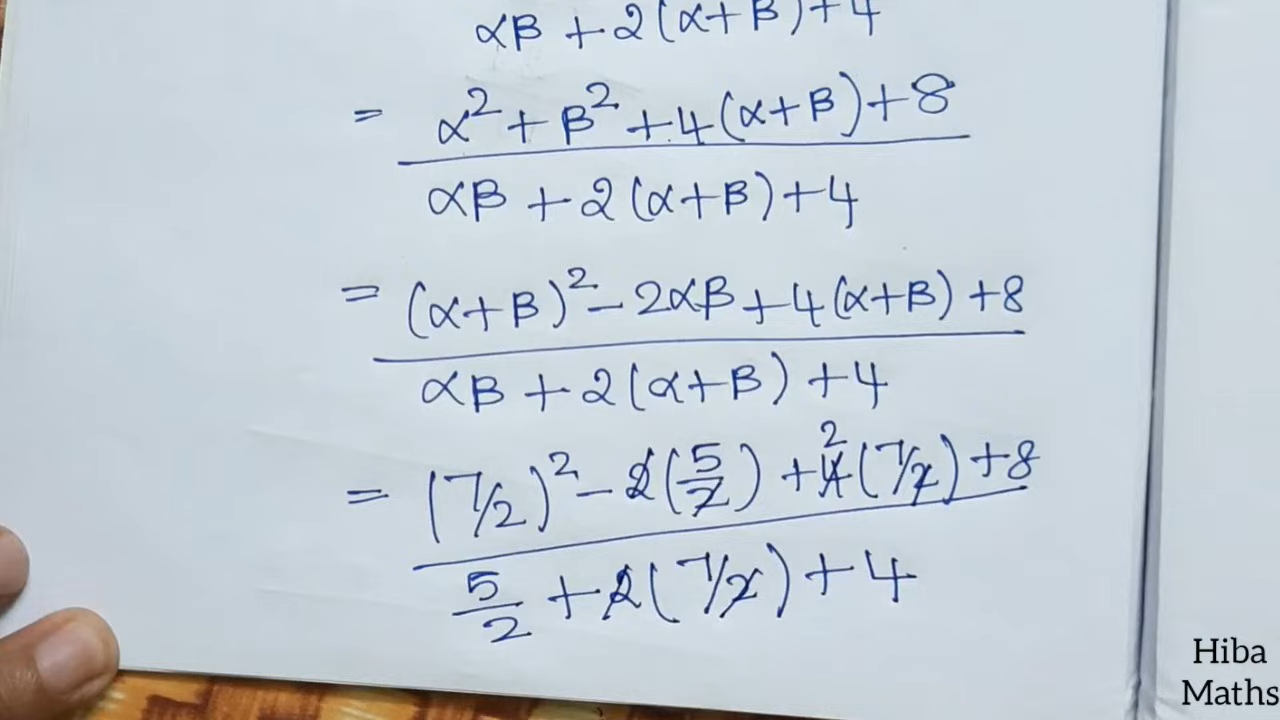 αβ + 2(α+β)+4
= α²+β²+4(α+β)+8
αβ+2(α+β)+4
= (α+β)²-2αβ+4(α+β)+8
αβ+2(α+β)+4
2
= (7/2)²-2(5/2)+4(7/2)+8
5/2+2(7/2)+4
Hiba
Maths